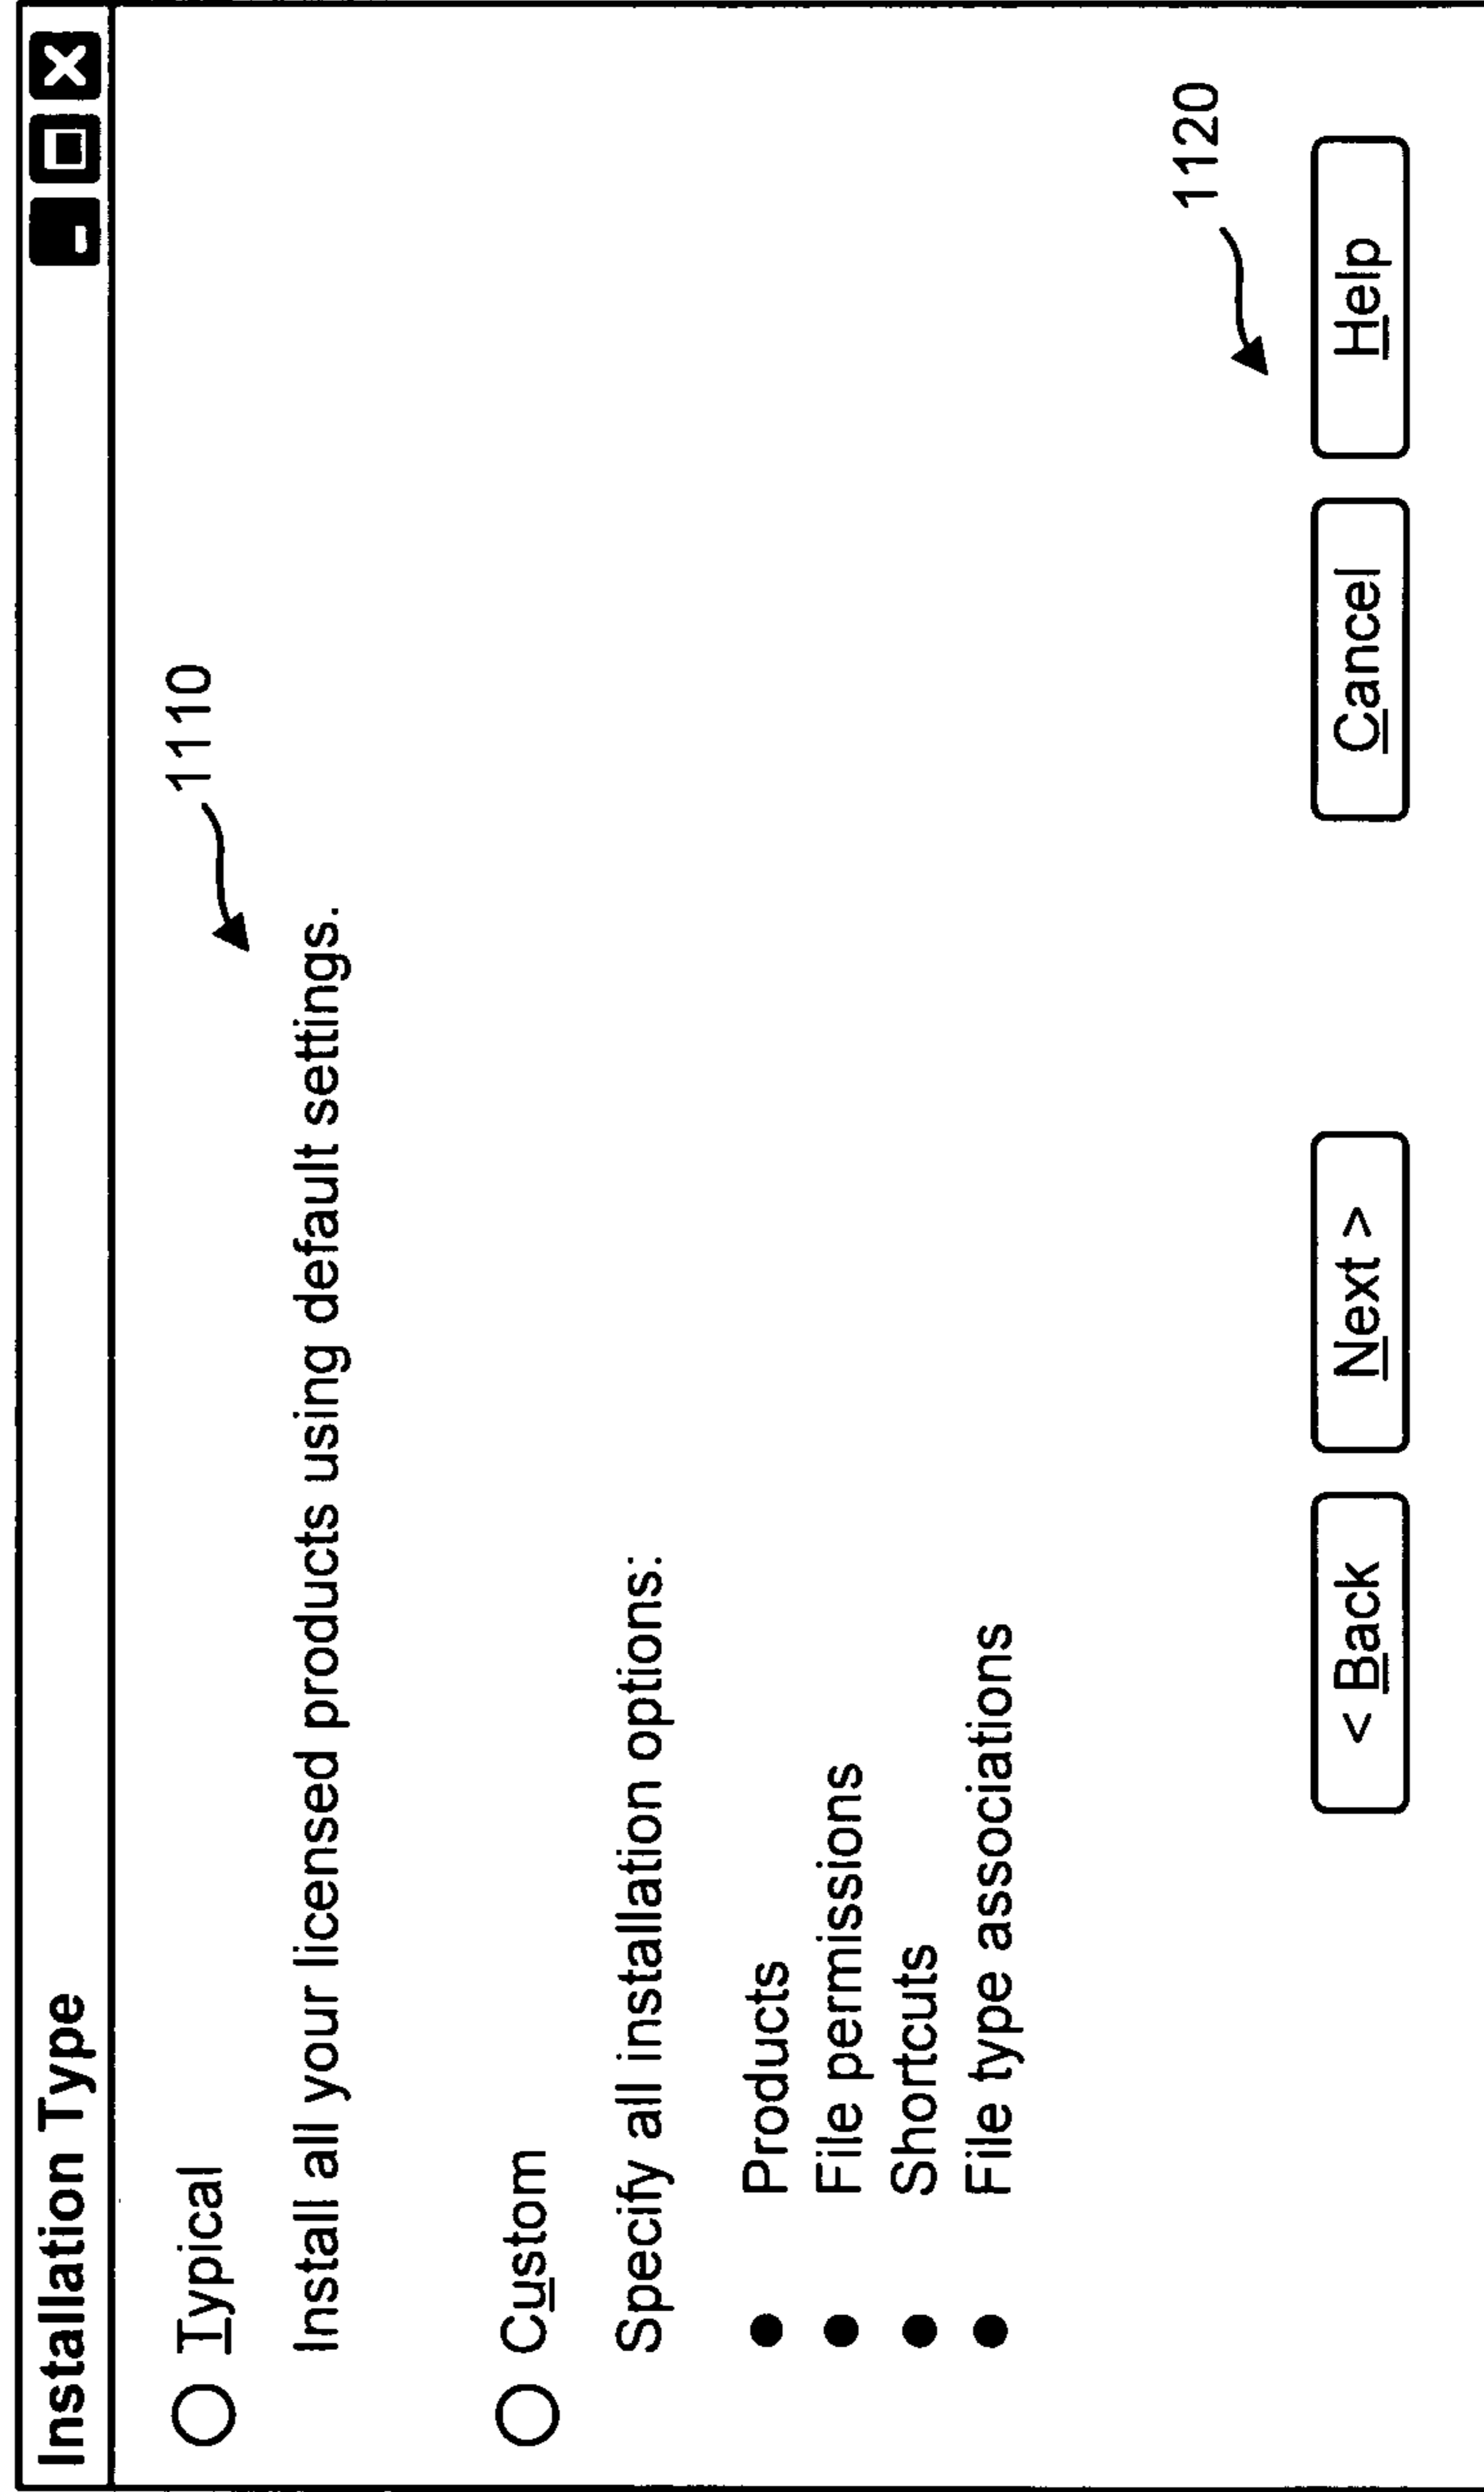 Installation Type
Typical
1110
Install all your licensed products using default settings.
Custom
Specify all installation options:
● Products
● File permissions
● Shortcuts
● File type associations
1120
< Back
Next >
Cancel
Help